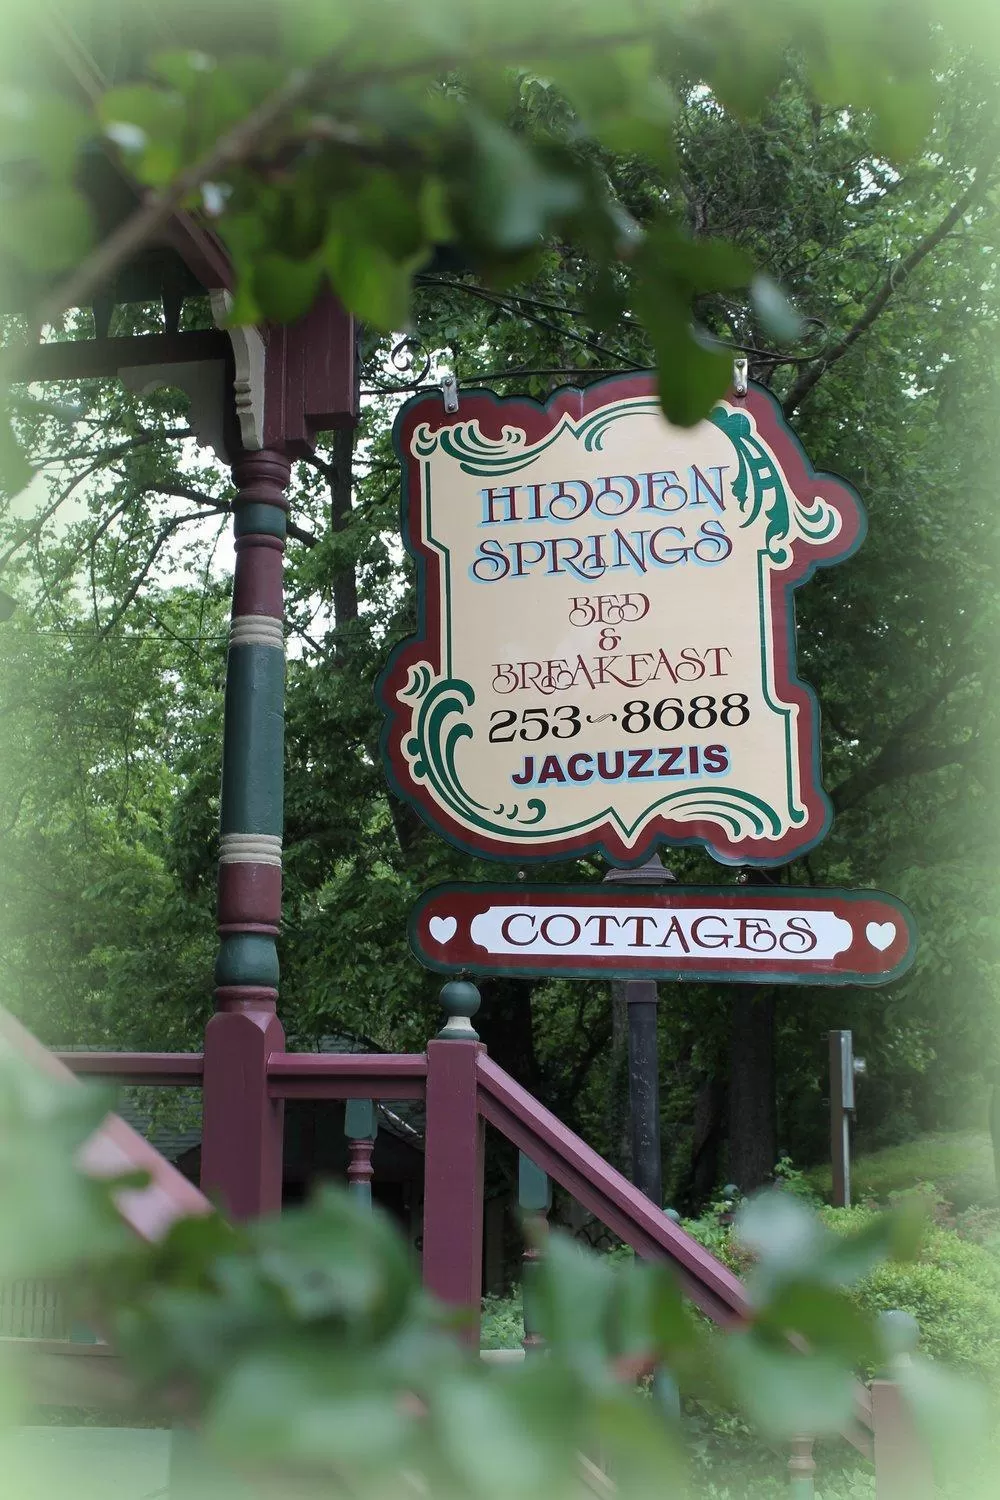 HIDDEN
SPRINGS
BED
&
BREAKFAST
253~8688
JACUZZIS
COTTAGES